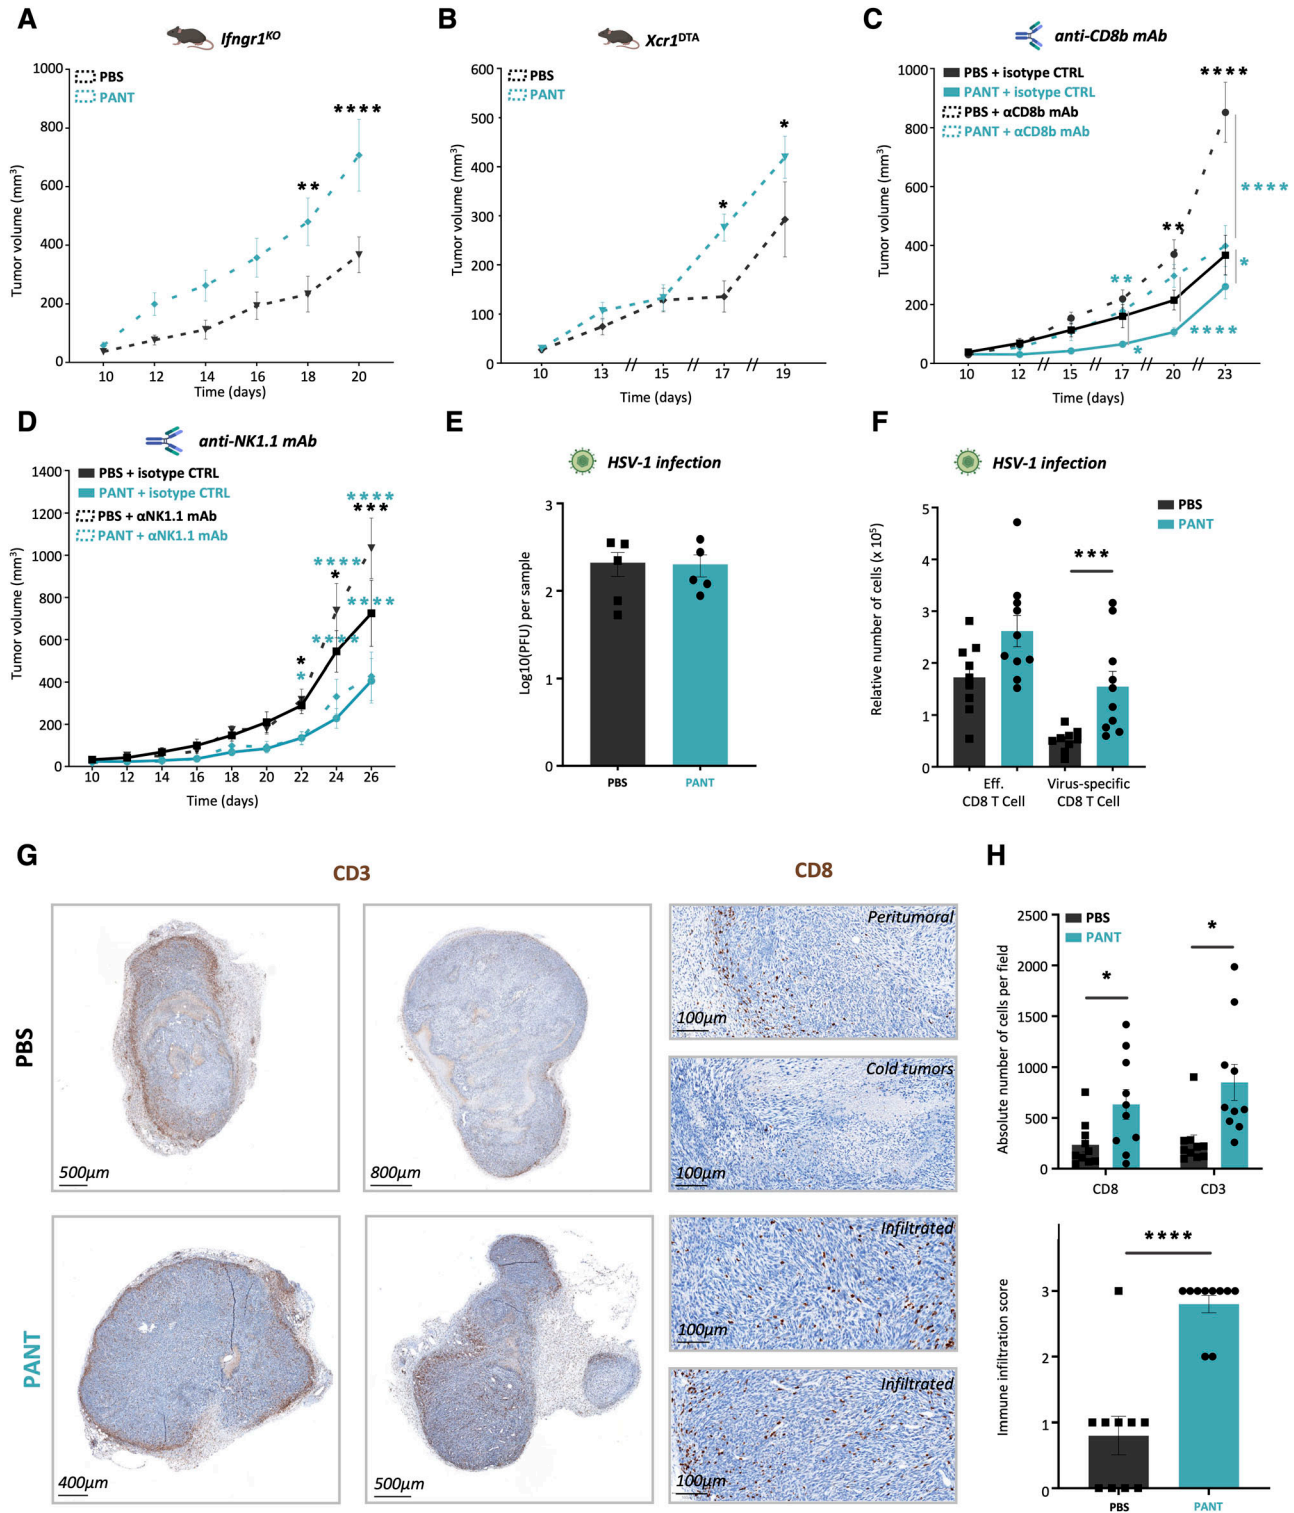 A
Ifngr1KO
PBS
PANT
1000
800
600
400
200
0
Tumor volume (mm3)
****
**
10 12 14 16 18 20
Time (days)
B
Xcr1DTA
PBS
PANT
600
500
400
300
200
100
0
Tumor volume (mm3)
*
*
10 13 15 17 19
Time (days)
C
anti-CD8b mAb
PBS + isotype CTRL
PANT + isotype CTRL
PBS + αCD8b mAb
PANT + αCD8b mAb
1000
800
600
400
200
0
Tumor volume (mm3)
****
****
**
*
**
****
*
10 12 15 17 20 23
Time (days)
D
anti-NK1.1 mAb
PBS + isotype CTRL
PANT + isotype CTRL
PBS + αNK1.1 mAb
PANT + αNK1.1 mAb
1400
1200
1000
800
600
400
200
0
Tumor volume (mm3)
****
***
****
*
****
****
*
*
10 12 14 16 18 20 22 24 26
Time (days)
E
HSV-1 infection
3
2
1
0
Log10(PFU) per sample
PBS PANT
F
HSV-1 infection
PBS
PANT
5
4
3
2
1
0
Relative number of cells (x 105)
***
Eff.
CD8 T Cell
Virus-specific
CD8 T Cell
G
CD3
CD8
PBS
500µm
800µm
Peritumoral
100µm
Cold tumors
100µm
PANT
400µm
500µm
Infiltrated
100µm
Infiltrated
100µm
H
PBS
PANT
2500
2000
1500
1000
500
0
Absolute number of cells per field
*
*
CD8 CD3
****
3
2
1
0
Immune infiltration score
PBS PANT